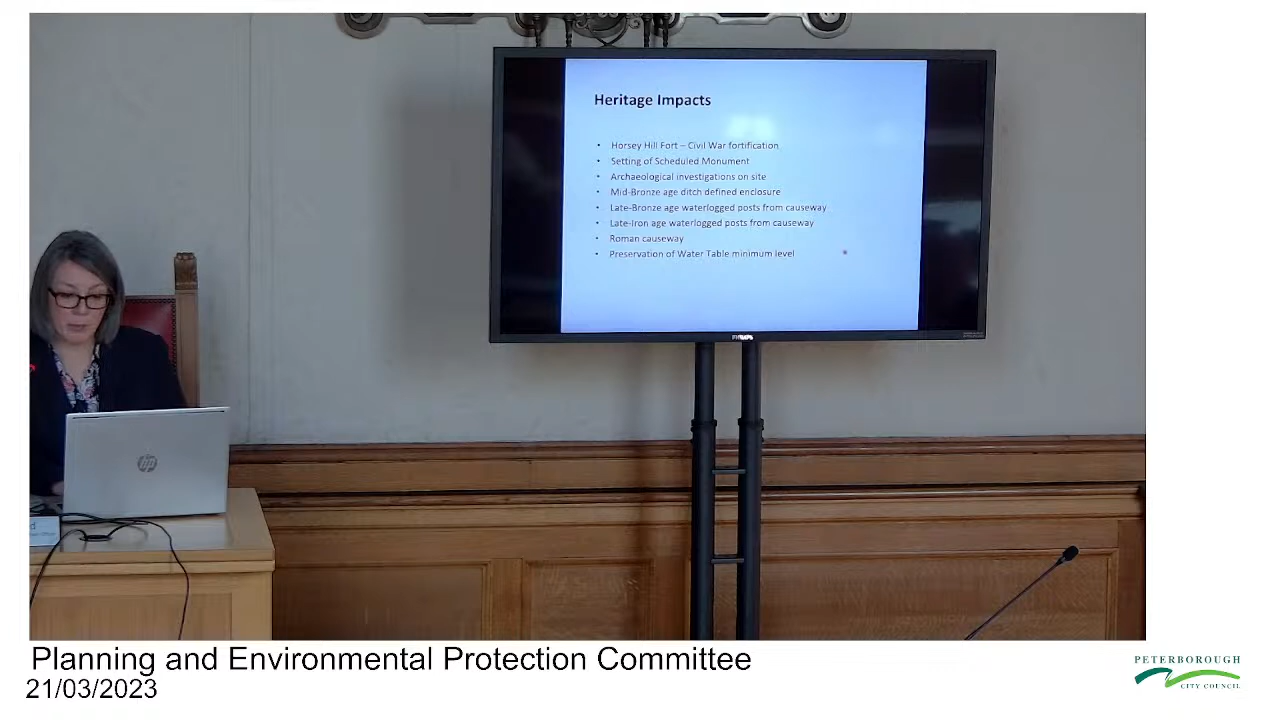 Heritage Impacts
• Horsey Hill Fort – Civil War fortification
• Setting of Scheduled Monument
• Archaeological investigations on site
• Mid-Bronze age ditch defined enclosure
• Late-Bronze age waterlogged posts from causeway
• Late-Iron age waterlogged posts from causeway
• Roman causeway
• Preservation of Water Table minimum level
PHILIPS
hp
Planning and Environmental Protection Committee
21/03/2023
PETERBOROUGH
CITY COUNCIL